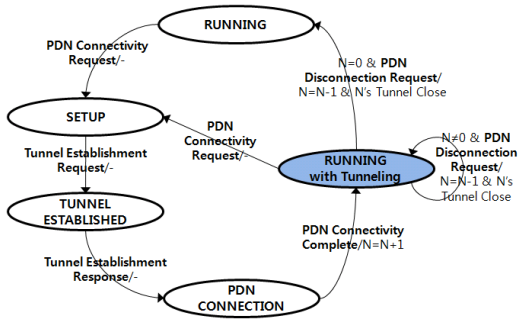 RUNNING
PDN Connectivity
Request/-
N=0 & PDN
Disconnection Request/
N=N-1 & N's Tunnel Close
SETUP
PDN
Connectivity
Request/-
N≠0 & PDN
Disconnection
Request/
N=N-1 & N's
Tunnel Close
Tunnel Establishment
Request/-
RUNNING
with Tunneling
TUNNEL
ESTABLISHED
PDN Connectivity
Complete/N=N+1
Tunnel Establishment
Response/-
PDN
CONNECTION